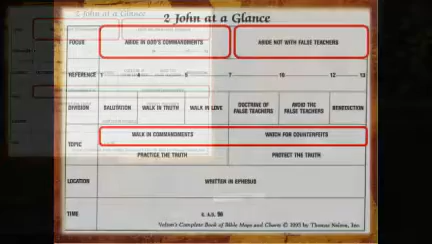 2 John at a Glance
FOCUS ABIDE IN GOD'S COMMANDMENTS ABIDE NOT WITH FALSE TEACHERS
REFERENCE 5 7 10 12 13
DIVISION SALUTATION WALK IN TRUTH WALK IN LOVE DOCTRINE OF FALSE TEACHERS AVOID THE FALSE TEACHERS BENEDICTION
TOPIC WALK IN COMMANDMENTS WATCH FOR COUNTERFEITS
PRACTICE THE TRUTH PROTECT THE TRUTH
LOCATION WRITTEN IN EPHESUS
TIME C. A.D. 90
Nelson's Complete Book of Bible Maps and Charts © 1993 by Thomas Nelson, Inc.